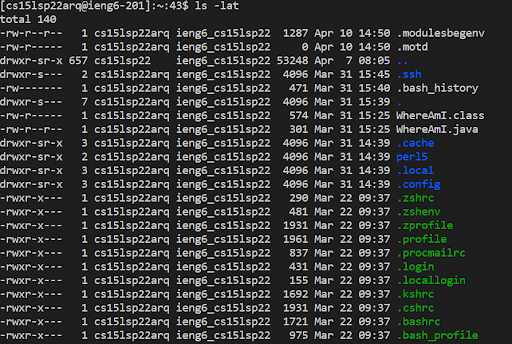 [cs15lsp22arq@ieng6-201]:~:43$ ls -lat
total 140
-rw-r--r-- 1 cs15lsp22arq ieng6_cs15lsp22 1287 Apr 10 14:50 .modulesbegenv
-rw-r--r-- 1 cs15lsp22arq ieng6_cs15lsp22 0 Apr 10 14:50 .motd
drwxr-sr-x 657 cs15lsp22 ieng6_cs15lsp22 53248 Apr 7 08:05 ..
drwxr-s--- 2 cs15lsp22arq ieng6_cs15lsp22 4096 Mar 31 15:45 .ssh
-rw------- 1 cs15lsp22arq ieng6_cs15lsp22 471 Mar 31 15:40 .bash_history
drwxr-s--- 7 cs15lsp22arq ieng6_cs15lsp22 4096 Mar 31 15:39 .
-rw-r----- 1 cs15lsp22arq ieng6_cs15lsp22 574 Mar 31 15:25 WhereAmI.class
-rw-r----- 1 cs15lsp22arq ieng6_cs15lsp22 301 Mar 31 15:25 WhereAmI.java
drwxr-sr-x 3 cs15lsp22arq ieng6_cs15lsp22 4096 Mar 31 14:39 .cache
drwxr-sr-x 2 cs15lsp22arq ieng6_cs15lsp22 4096 Mar 31 14:39 perl5
drwxr-sr-x 3 cs15lsp22arq ieng6_cs15lsp22 4096 Mar 31 14:39 .local
drwxr-sr-x 3 cs15lsp22arq ieng6_cs15lsp22 4096 Mar 31 14:39 .config
-rwxr-x--- 1 cs15lsp22arq ieng6_cs15lsp22 290 Mar 22 09:37 .zshrc
-rwxr-x--- 1 cs15lsp22arq ieng6_cs15lsp22 481 Mar 22 09:37 .zshenv
-rwxr-x--- 1 cs15lsp22arq ieng6_cs15lsp22 1931 Mar 22 09:37 .zprofile
-rwxr-x--- 1 cs15lsp22arq ieng6_cs15lsp22 1961 Mar 22 09:37 .profile
-rwxr-x--- 1 cs15lsp22arq ieng6_cs15lsp22 837 Mar 22 09:37 .procmailrc
-rwxr-x--- 1 cs15lsp22arq ieng6_cs15lsp22 431 Mar 22 09:37 .login
-rwxr-x--- 1 cs15lsp22arq ieng6_cs15lsp22 155 Mar 22 09:37 .locallogin
-rwxr-x--- 1 cs15lsp22arq ieng6_cs15lsp22 1692 Mar 22 09:37 .kshrc
-rwxr-x--- 1 cs15lsp22arq ieng6_cs15lsp22 1931 Mar 22 09:37 .cshrc
-rwxr-x--- 1 cs15lsp22arq ieng6_cs15lsp22 1721 Mar 22 09:37 .bashrc
-rwxr-x--- 1 cs15lsp22arq ieng6_cs15lsp22 975 Mar 22 09:37 .bash_profile